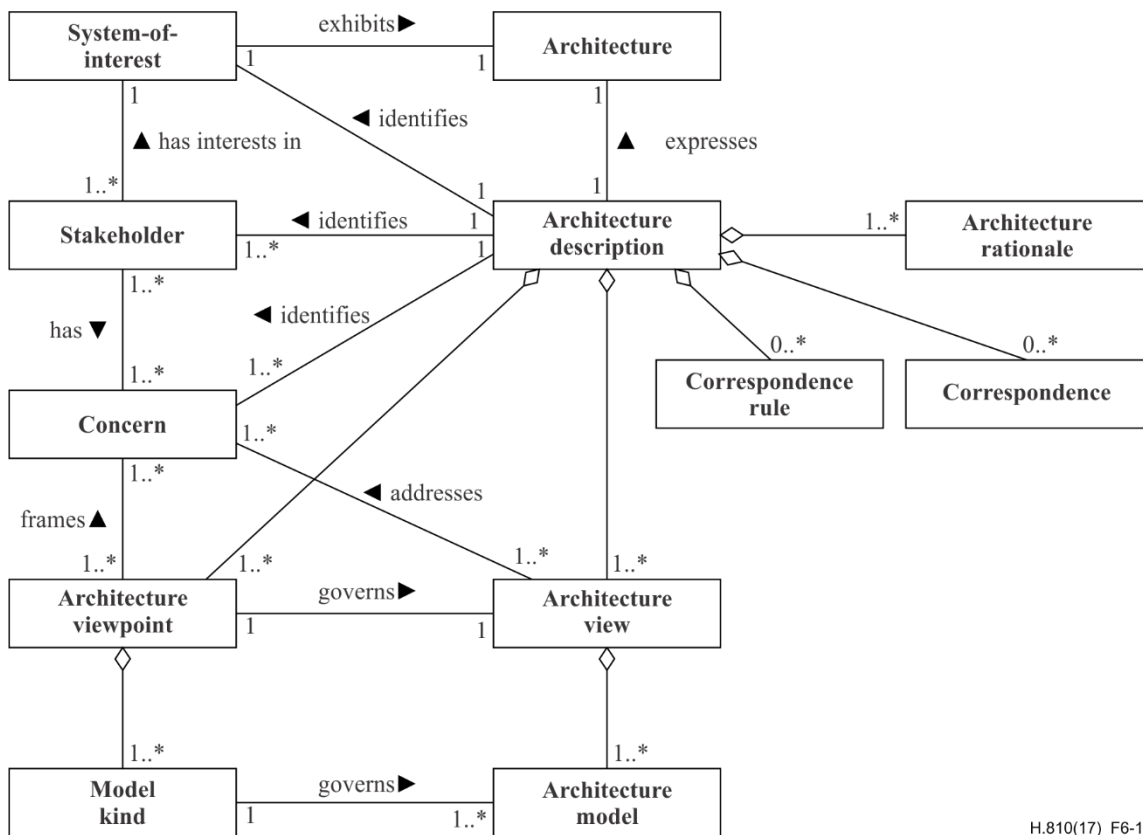 System-of-
interest
exhibits ►
1
1
Architecture
1
1
◄ identifies
▲ has interests in
▲ expresses
1..*
1
1
Stakeholder
◄ identifies
1
1..*
1
Architecture
description
1..*
Architecture
rationale
1..*
has ▼
◄ identifies
1..*
1..*
0..*
0..*
Correspondence
rule
Correspondence
Concern
1..*
1..*
◄ addresses
frames ▲
1..*
1..*
1..*
1..*
Architecture
viewpoint
governs ►
1
1
Architecture
view
1..*
1..*
Model
kind
governs ►
1
1..*
Architecture
model
H.810(17)_F6-1